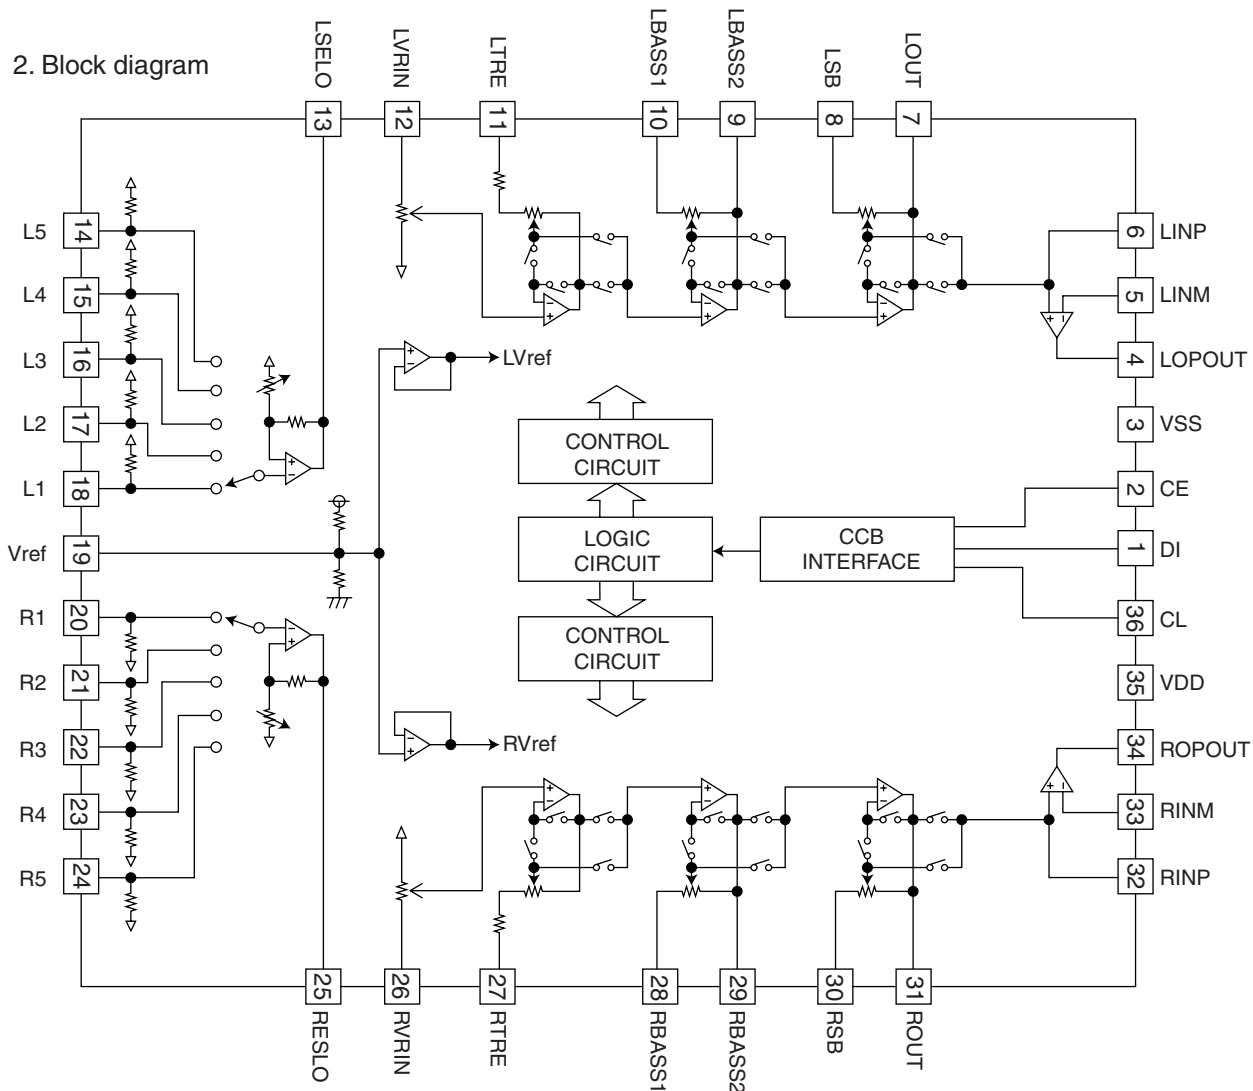 2. Block diagram
LSELO
LVRIN
LTRE
LBASS1
LBASS2
LSB
LOUT
13
12
11
10
9
8
7
L5 14
L4 15
L3 16
L2 17
L1 18
Vref 19
R1 20
R2 21
R3 22
R4 23
R5 24
6 LINP
5 LINM
4 LOPOUT
3 VSS
2 CE
1 DI
36 CL
35 VDD
34 ROPOUT
33 RINM
32 RINP
LVref
CONTROL
CIRCUIT
LOGIC
CIRCUIT
CCB
INTERFACE
CONTROL
CIRCUIT
RVref
25
26
27
28
29
30
31
RESLO
RVRIN
RTRE
RBASS1
RBASS2
RSB
ROUT